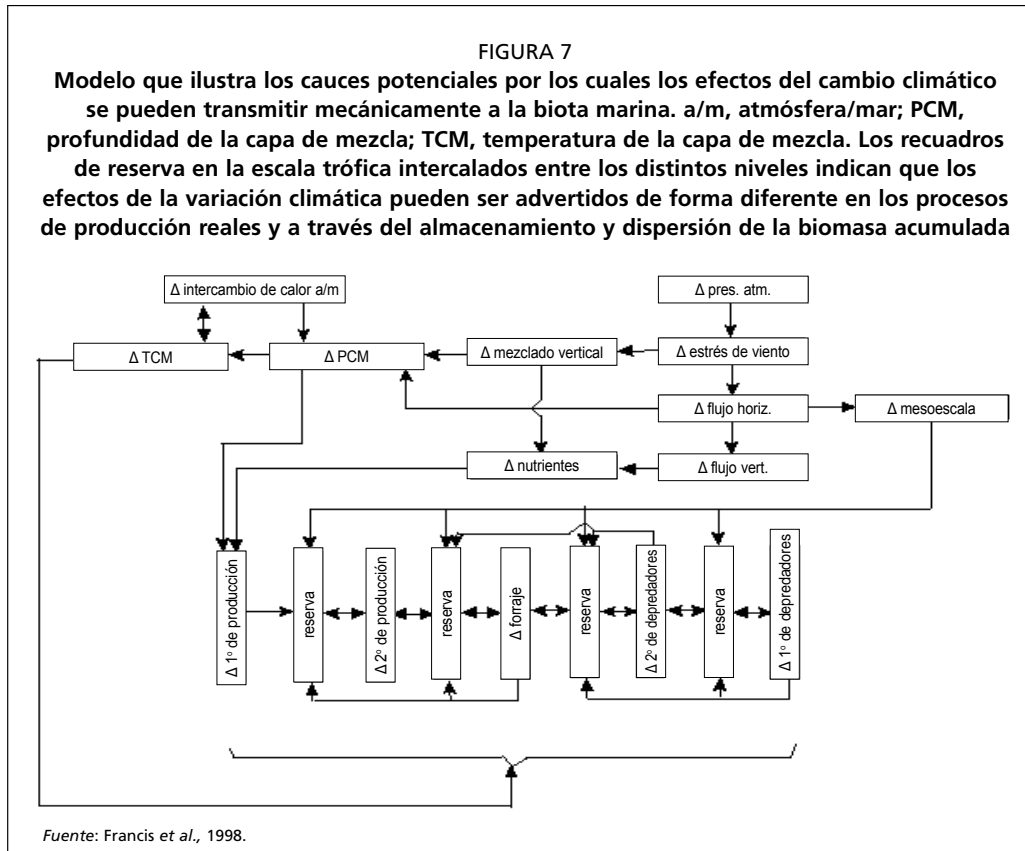 FIGURA 7
Modelo que ilustra los cauces potenciales por los cuales los efectos del cambio climático
se pueden transmitir mecánicamente a la biota marina. a/m, atmósfera/mar; PCM,
profundidad de la capa de mezcla; TCM, temperatura de la capa de mezcla. Los recuadros
de reserva en la escala trófica intercalados entre los distintos niveles indican que los
efectos de la variación climática pueden ser advertidos de forma diferente en los procesos
de producción reales y a través del almacenamiento y dispersión de la biomasa acumulada
Δ intercambio de calor a/m
Δ pres. atm.
Δ TCM
Δ PCM
Δ mezclado vertical
Δ estrés de viento
Δ flujo horiz.
Δ mesoescala
Δ nutrientes
Δ flujo vert.
Δ 1º de producción
reserva
Δ 2º de producción
reserva
Δ forraje
reserva
Δ 2º de depredadores
reserva
Δ 1º de depredadores
Fuente: Francis et al., 1998.